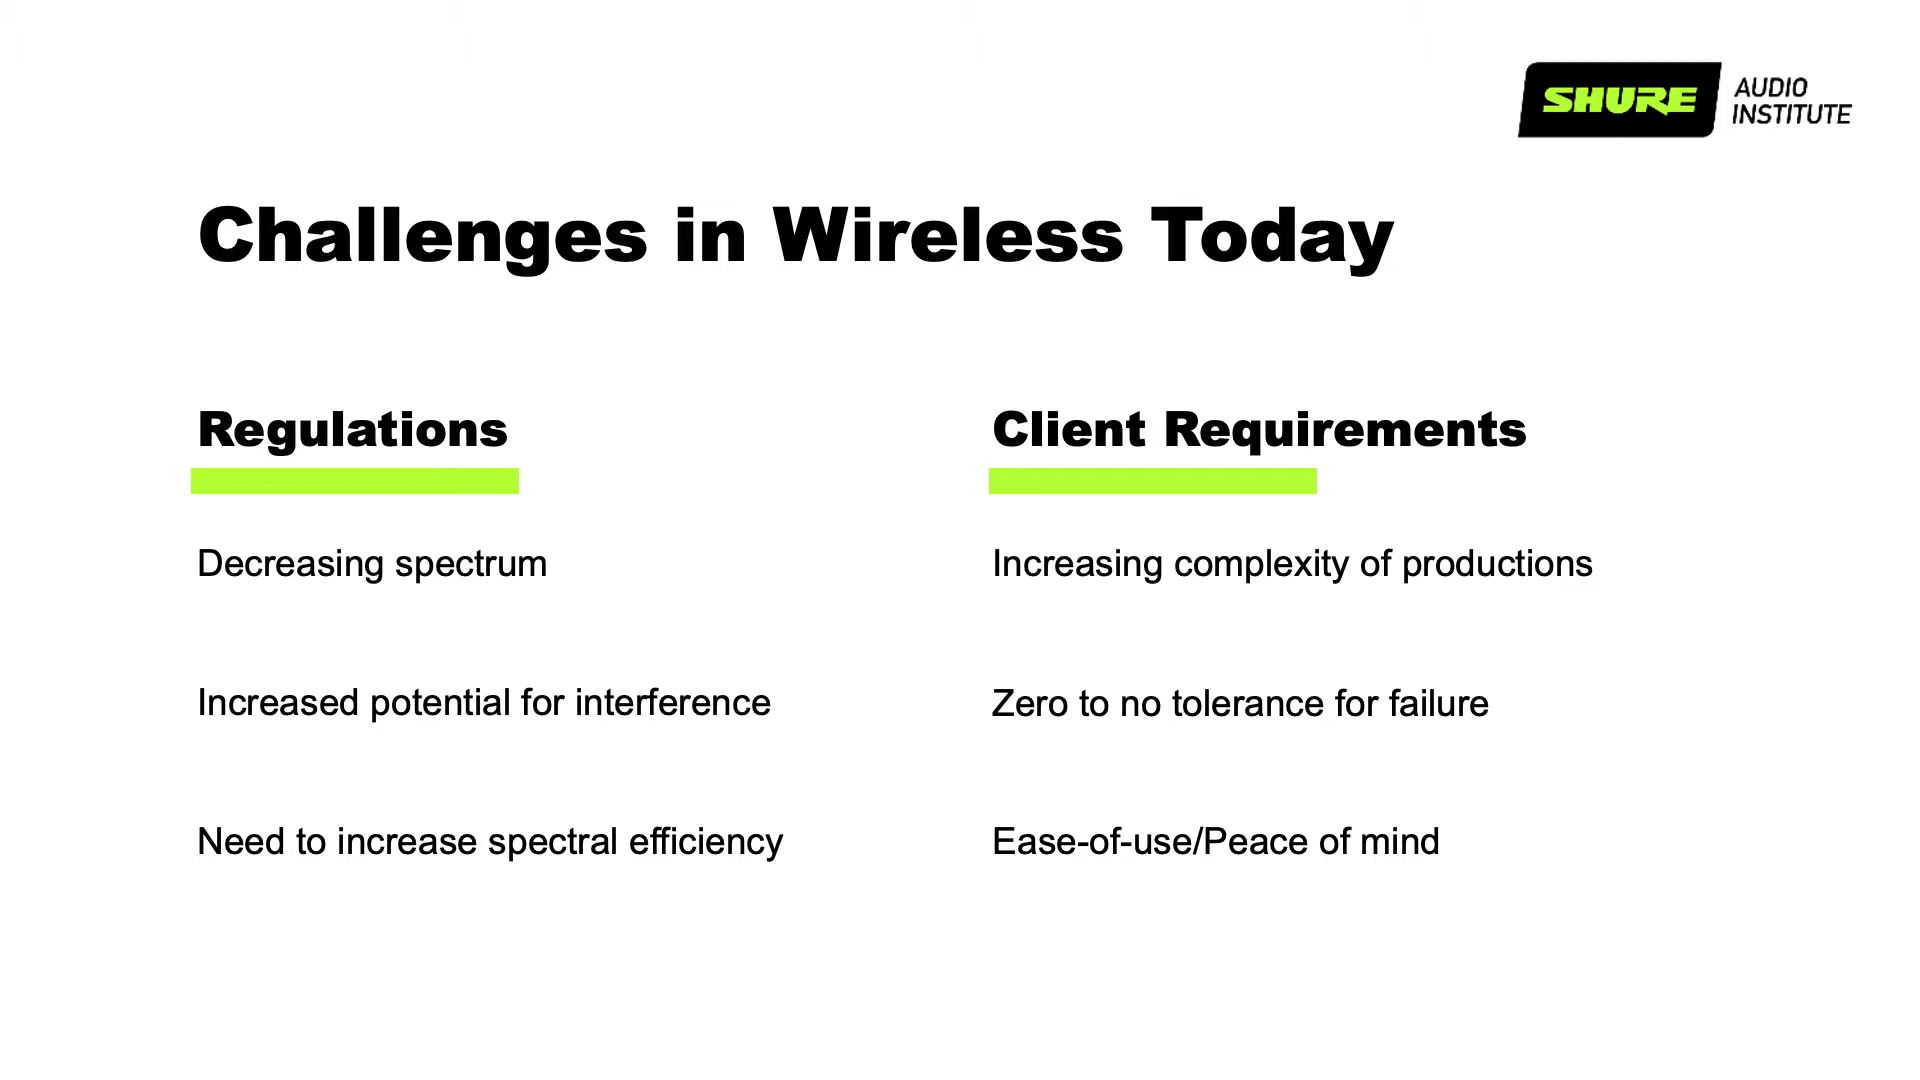 SHURE AUDIO
INSTITUTE
Challenges in Wireless Today
Regulations
Decreasing spectrum
Increased potential for interference
Need to increase spectral efficiency
Client Requirements
Increasing complexity of productions
Zero to no tolerance for failure
Ease-of-use/Peace of mind